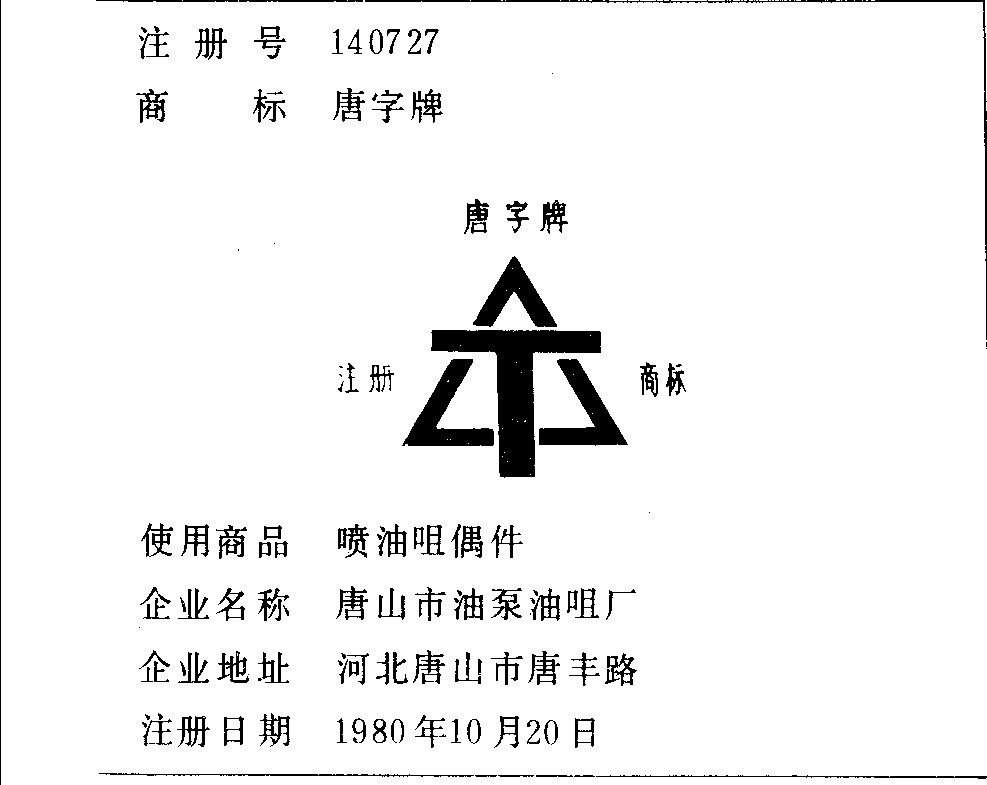 注册号 140727
商标 唐字牌
唐字牌
注册 商标
使用商品 喷油咀偶件
企业名称 唐山市油泵油咀厂
企业地址 河北唐山市唐丰路
注册日期 1980年10月20日